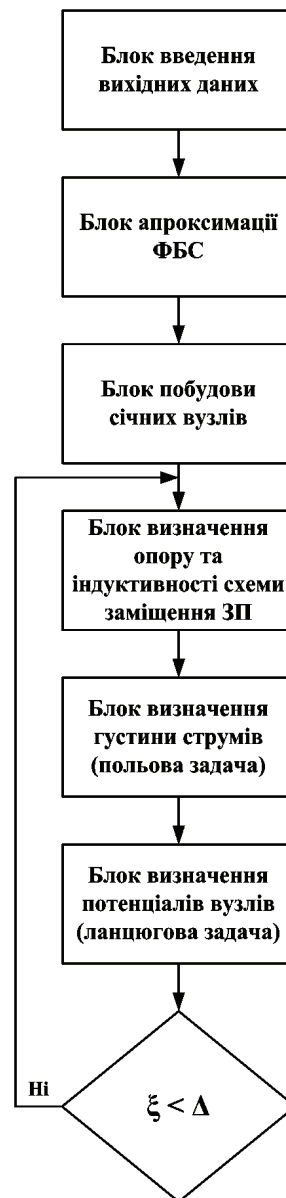 Блок введення
вихідних даних
Блок апроксимації
ФБС
Блок побудови
січних вузлів
Блок визначення
опору та
індуктивності схеми
заміщення ЗП
Блок визначення
густини струмів
(польова задача)
Блок визначення
потенціалів вузлів
(ланцюгова задача)
Ні
ξ < Δ